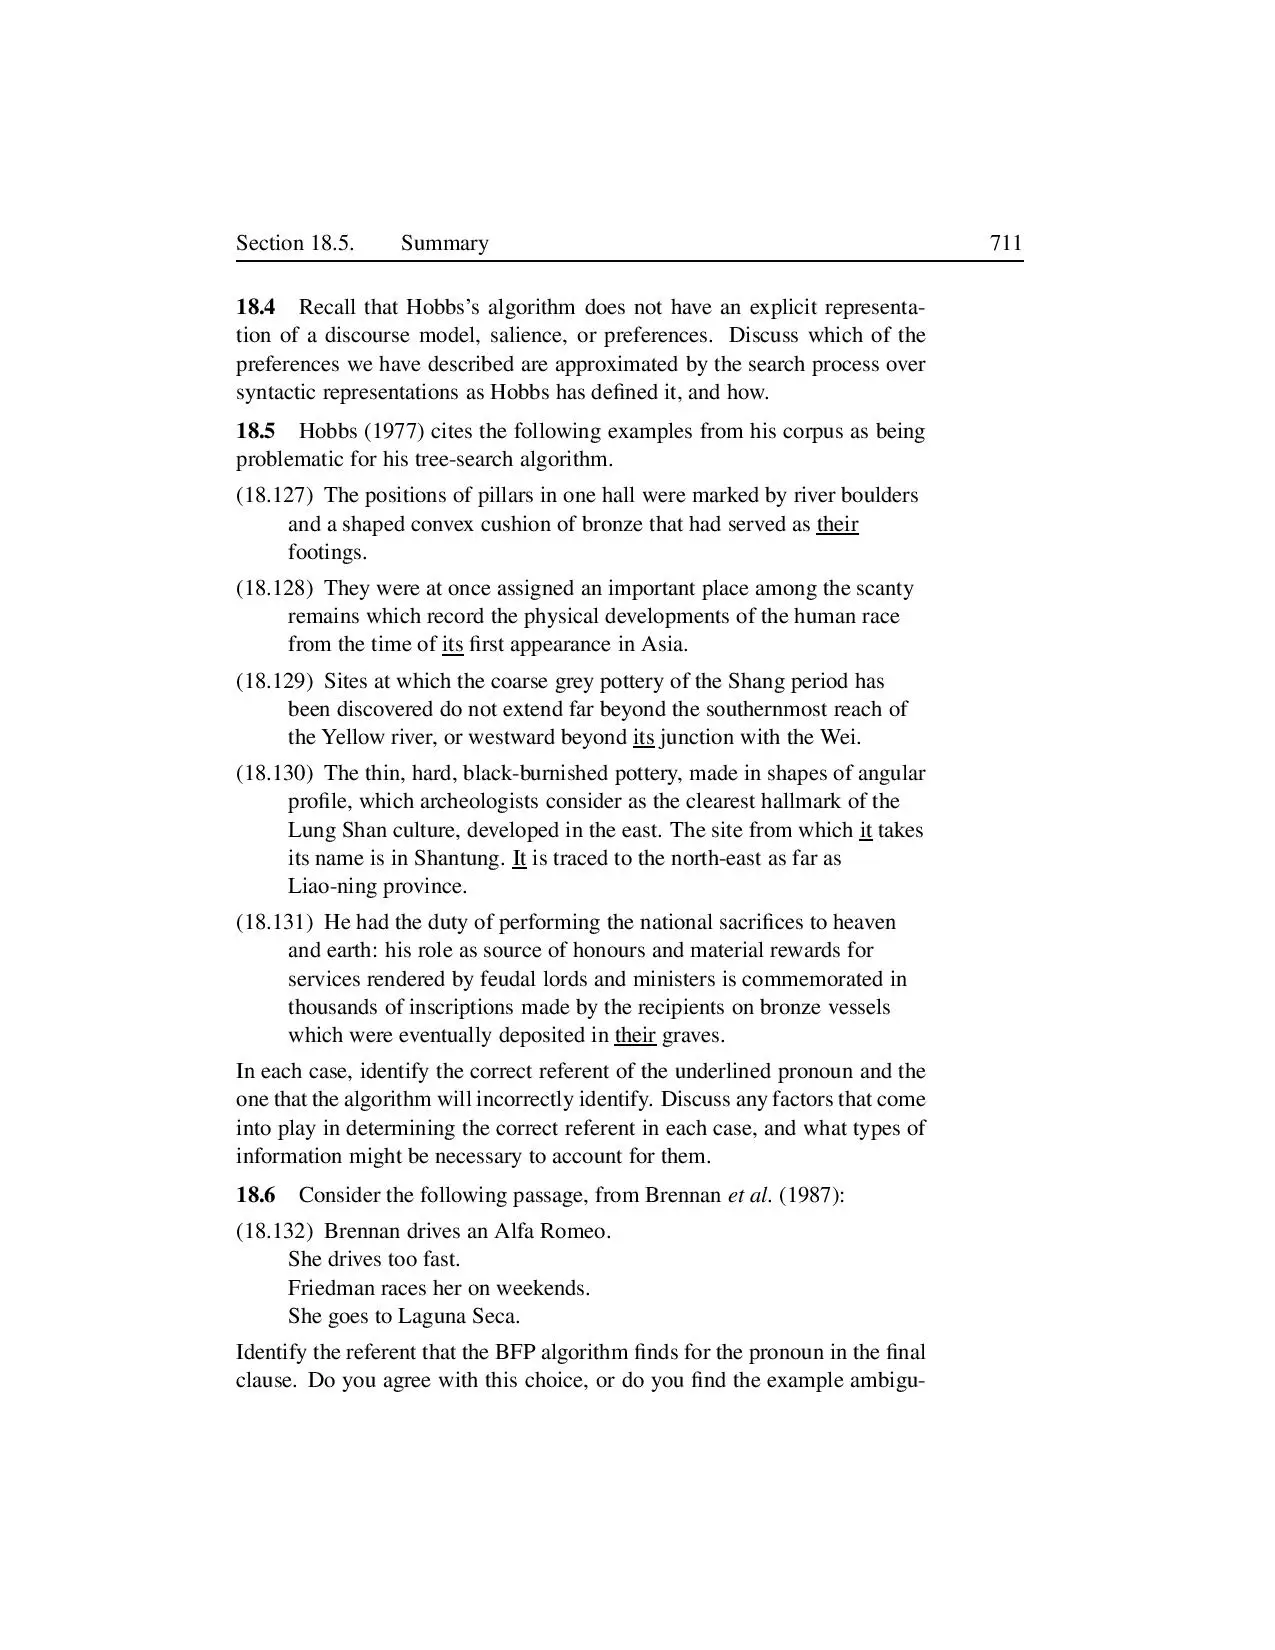 Section 18.5. Summary 711
18.4 Recall that Hobbs’s algorithm does not have an explicit representa-
tion of a discourse model, salience, or preferences. Discuss which of the
preferences we have described are approximated by the search process over
syntactic representations as Hobbs has defined it, and how.
18.5 Hobbs (1977) cites the following examples from his corpus as being
problematic for his tree-search algorithm.
(18.127) The positions of pillars in one hall were marked by river boulders
and a shaped convex cushion of bronze that had served as their
footings.
(18.128) They were at once assigned an important place among the scanty
remains which record the physical developments of the human race
from the time of its first appearance in Asia.
(18.129) Sites at which the coarse grey pottery of the Shang period has
been discovered do not extend far beyond the southernmost reach of
the Yellow river, or westward beyond its junction with the Wei.
(18.130) The thin, hard, black-burnished pottery, made in shapes of angular
profile, which archeologists consider as the clearest hallmark of the
Lung Shan culture, developed in the east. The site from which it takes
its name is in Shantung. It is traced to the north-east as far as
Liao-ning province.
(18.131) He had the duty of performing the national sacrifices to heaven
and earth: his role as source of honours and material rewards for
services rendered by feudal lords and ministers is commemorated in
thousands of inscriptions made by the recipients on bronze vessels
which were eventually deposited in their graves.
In each case, identify the correct referent of the underlined pronoun and the
one that the algorithm will incorrectly identify. Discuss any factors that come
into play in determining the correct referent in each case, and what types of
information might be necessary to account for them.
18.6 Consider the following passage, from Brennan et al. (1987):
(18.132) Brennan drives an Alfa Romeo.
She drives too fast.
Friedman races her on weekends.
She goes to Laguna Seca.
Identify the referent that the BFP algorithm finds for the pronoun in the final
clause. Do you agree with this choice, or do you find the example ambigu-